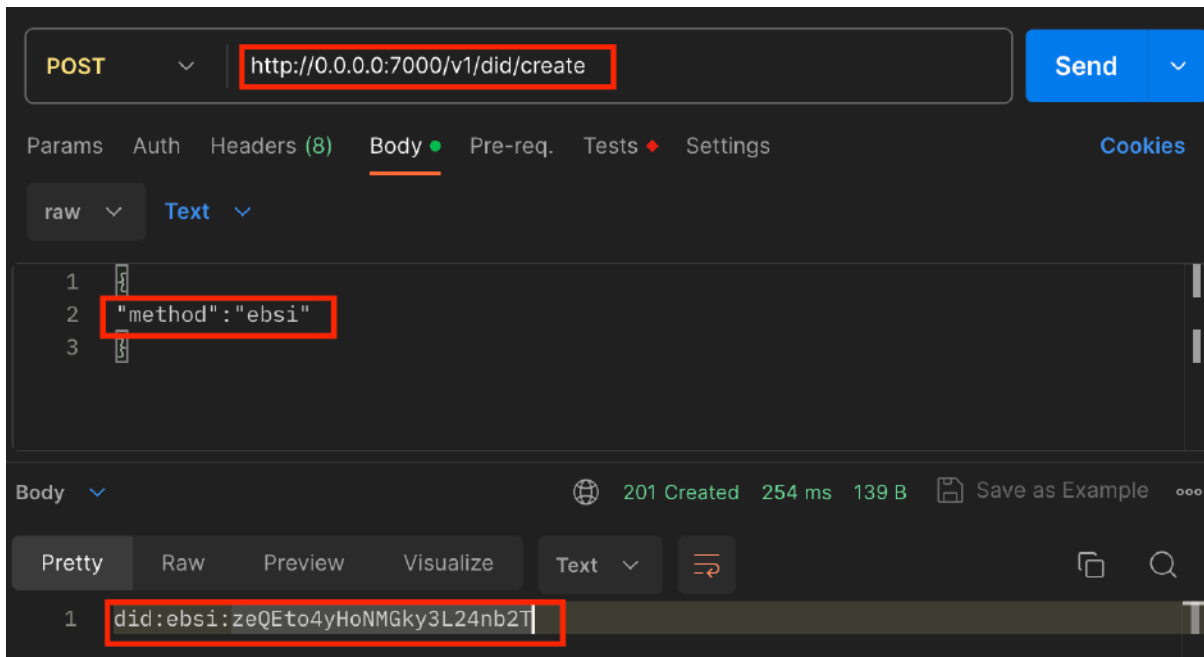 POST http://0.0.0.0:7000/v1/did/create Send
Params Auth Headers (8) Body Pre-req. Tests Settings Cookies
raw Text
1 {
2 "method":"ebsi"
3 }
Body 201 Created 254 ms 139 B Save as Example
Pretty Raw Preview Visualize Text
1 did:ebsi:zeQEto4yHoNMGky3L24nb2T